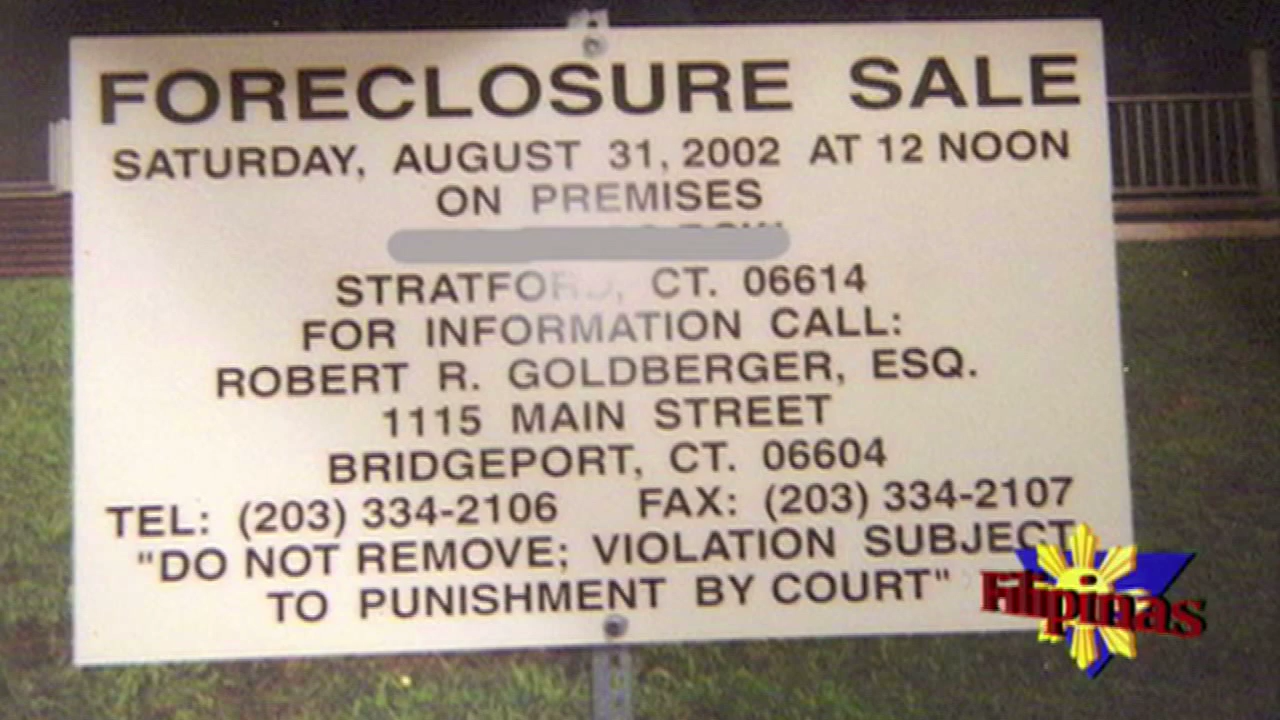 FORECLOSURE SALE
SATURDAY, AUGUST 31, 2002 AT 12 NOON
ON PREMISES
STRATFORD, CT. 06614
FOR INFORMATION CALL:
ROBERT R. GOLDBERGER, ESQ.
1115 MAIN STREET
BRIDGEPORT, CT. 06604
TEL: (203) 334-2106 FAX: (203) 334-2107
"DO NOT REMOVE; VIOLATION SUBJECT
TO PUNISHMENT BY COURT"
Filipinas